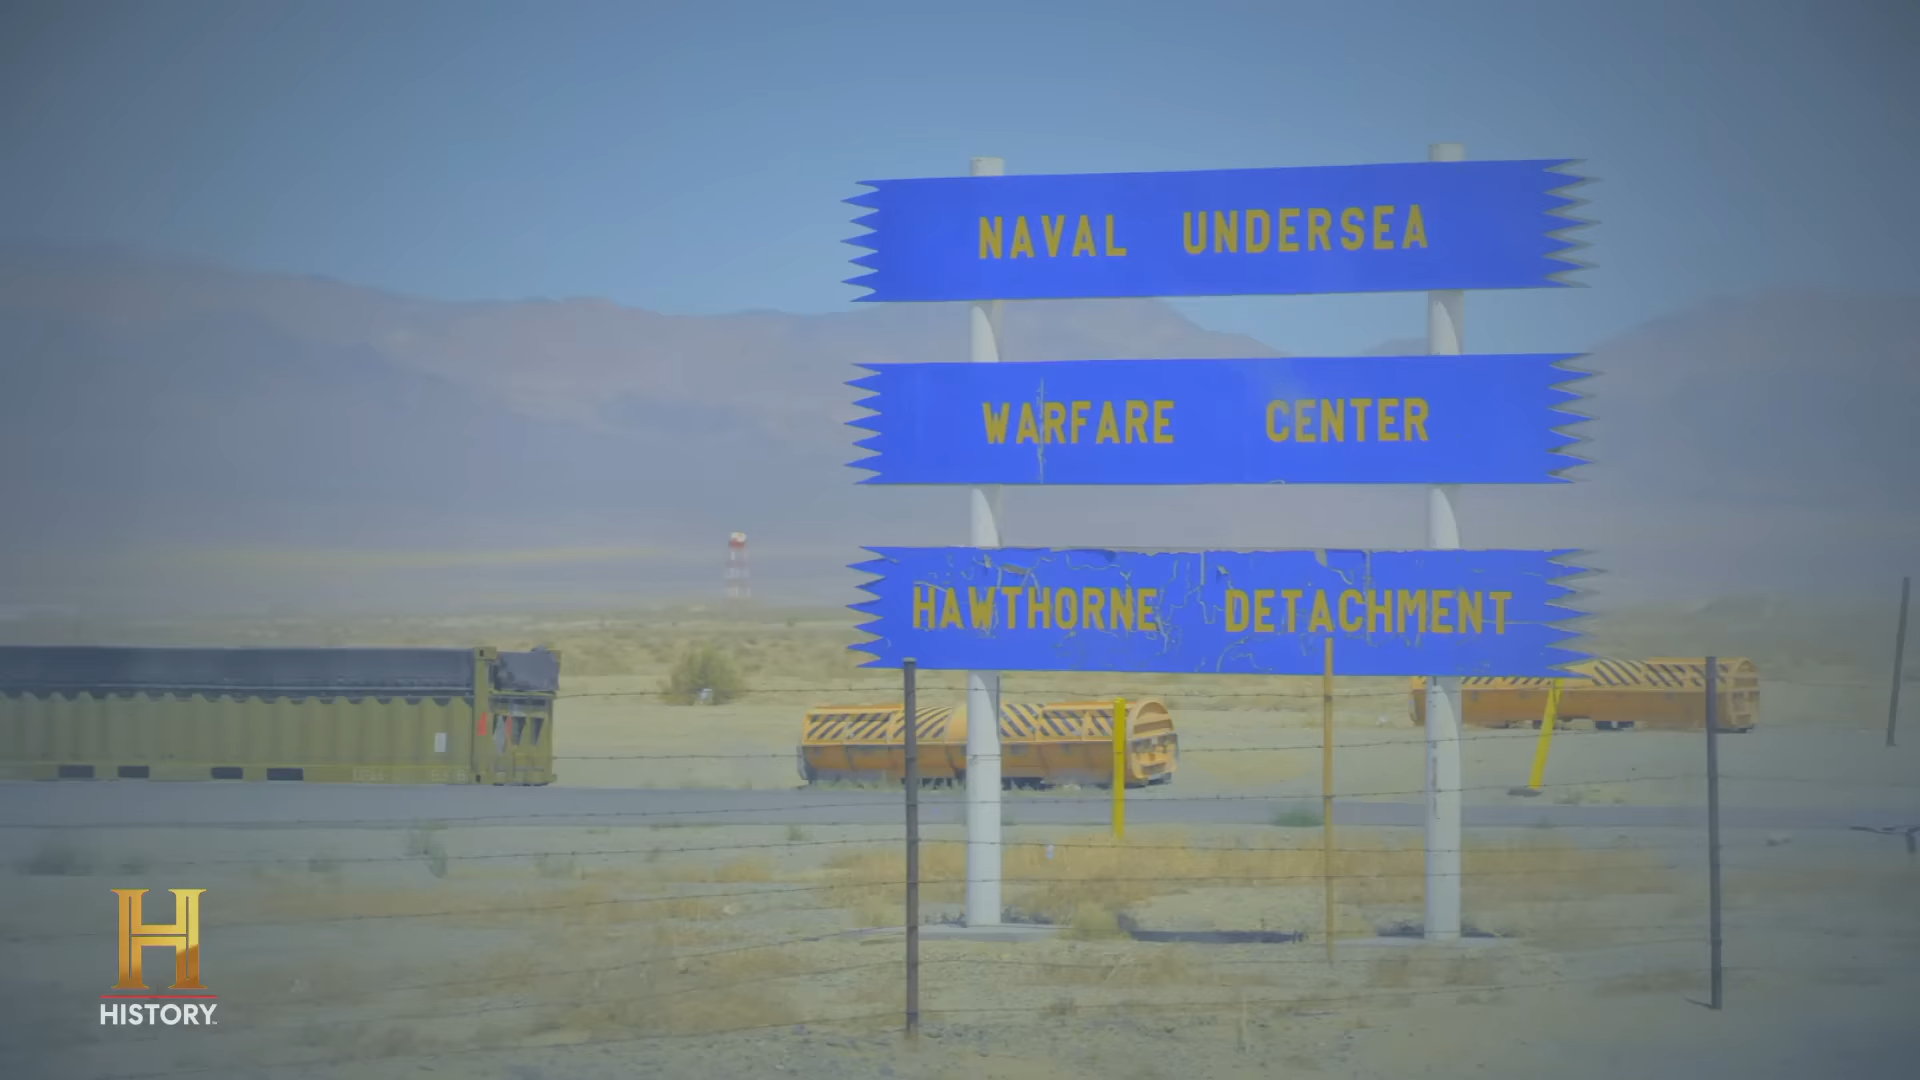 NAVAL UNDERSEA
WARFARE CENTER
HAWTHORNE DETACHMENT
H
HISTORY